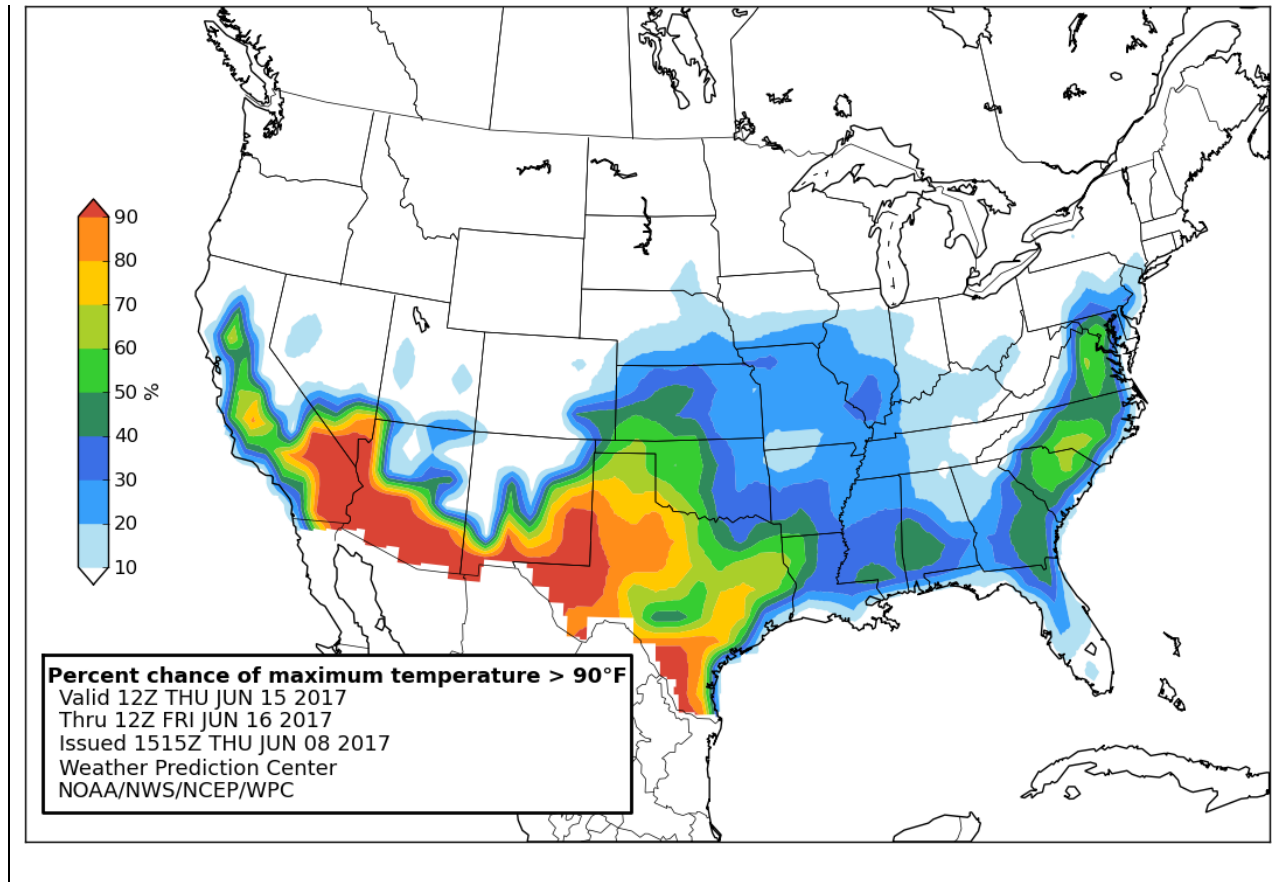 90
80
70
60
50
40
30
20
10
%
Percent chance of maximum temperature > 90°F
Valid 12Z THU JUN 15 2017
Thru 12Z FRI JUN 16 2017
Issued 1515Z THU JUN 08 2017
Weather Prediction Center
NOAA/NWS/NCEP/WPC